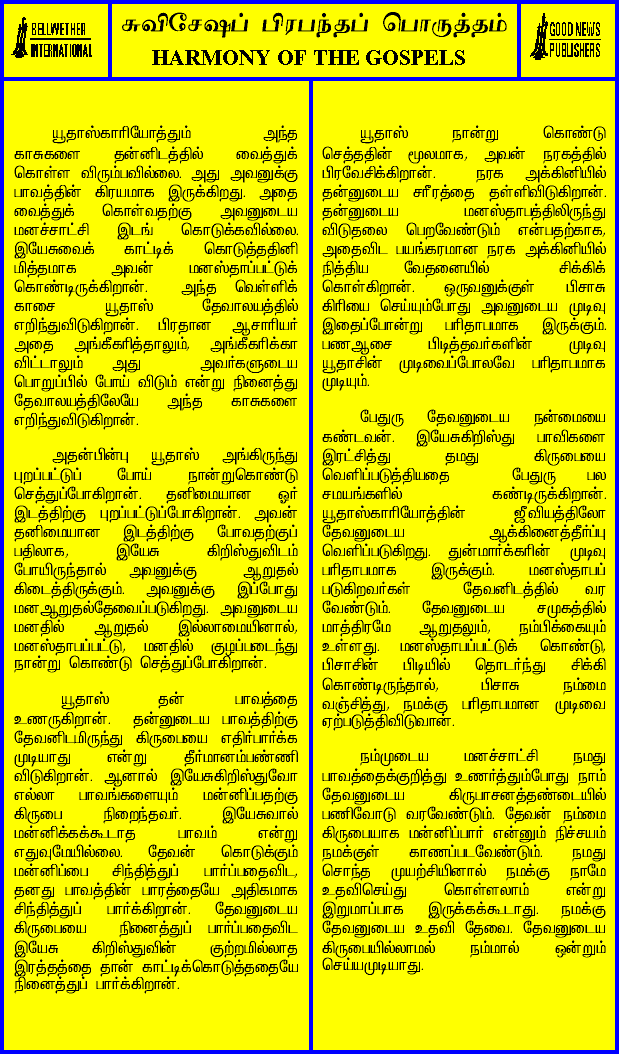 BELLWETHER
INTERNATIONAL
சுவிசேஷப் பிரபந்தப் பொருத்தம்
HARMONY OF THE GOSPELS
GOOD NEWS
PUBLISHERS
யூதாஸ்காரியோத்தும் அந்த
காசுகளை தன்னிடத்தில் வைத்துக்
கொள்ள விரும்பவில்லை. அது அவனுக்கு
பாவத்தின் கிரயமாக இருக்கிறது. அதை
வைத்துக் கொள்வதற்கு அவனுடைய
மனச்சாட்சி இடங் கொடுக்கவில்லை.
இயேசுவைக் காட்டிக் கொடுத்ததினி
மித்தமாக அவன் மனஸ்தாப்பட்டுக்
கொண்டிருக்கிறான். அந்த வெள்ளிக்
காசை யூதாஸ் தேவாலயத்தில்
எறிந்துவிடுகிறான். பிரதான ஆசாரியர்
அதை அங்கீகரித்தாலும், அங்கீகரிக்கா
விட்டாலும் அது அவர்களுடைய
பொறுப்பில் போய் விடும் என்று நினைத்து
தேவாலயத்திலேயே அந்த காசுகளை
எறிந்துவிடுகிறான்.
அதன்பின்பு யூதாஸ் அங்கிருந்து
புறப்பட்டுப் போய் நான்றுகொண்டு
செத்துப்போகிறான். தனிமையான ஓர்
இடத்திற்கு புறப்பட்டுப்போகிறான். அவன்
தனிமையான இடத்திற்கு போவதற்குப்
பதிலாக, இயேசு கிறிஸ்துவிடம்
போயிருந்தால் அவனுக்கு ஆறுதல்
கிடைத்திருக்கும். அவனுக்கு இப்போது
மனஆறுதல்தேவைப்படுகிறது. அவனுடைய
மனதில் ஆறுதல் இல்லாமையினால்,
மனஸ்தாபப்பட்டு, மனதில் குழப்படைந்து
நான்று கொண்டு செத்துப்போகிறான்.
யூதாஸ் தன் பாவத்தை
உணருகிறான். தன்னுடைய பாவத்திற்கு
தேவனிடமிருந்து கிருபையை எதிர்பார்க்க
முடியாது என்று தீர்மானம்பண்ணி
விடுகிறான். ஆனால் இயேசுகிறிஸ்துவோ
எல்லா பாவங்களையும் மன்னிப்பதற்கு
கிருபை நிறைந்தவர். இயேசுவால்
மன்னிக்கக்கூடாத பாவம் என்று
எதுவுமேயில்லை. தேவன் கொடுக்கும்
மன்னிப்பை சிந்தித்துப் பார்ப்பதைவிட,
தனது பாவத்தின் பாரத்தையே அதிகமாக
சிந்தித்துப் பார்க்கிறான். தேவனுடைய
கிருபையை நினைத்துப் பார்ப்பதைவிட
இயேசு கிறிஸ்துவின் குற்றமில்லாத
இரத்தத்தை தான் காட்டிக்கொடுத்ததையே
நினைத்துப் பார்க்கிறான்.
யூதாஸ் நான்று கொண்டு
செத்ததின் மூலமாக, அவன் நரகத்தில்
பிரவேசிக்கிறான். நரக அக்கினியில்
தன்னுடைய சரீரத்தை தள்ளிவிடுகிறான்.
தன்னுடைய மனஸ்தாபத்திலிருந்து
விடுதலை பெறவேண்டும் என்பதற்காக,
அதைவிட பயங்கரமான நரக அக்கினியில்
நித்திய வேதனையில் சிக்கிக்
கொள்கிறான். ஒருவனுக்குள் பிசாசு
கிரியை செய்யும்போது அவனுடைய முடிவு
இதைப்போன்று பரிதாபமாக இருக்கும்.
பணஆசை பிடித்தவர்களின் முடிவு
யூதாசின் முடிவைப்போலவே பரிதாபமாக
முடியும்.
பேதுரு தேவனுடைய நன்மையை
கண்டவன். இயேசுகிறிஸ்து பாவிகளை
இரட்சித்து தமது கிருபையை
வெளிப்படுத்தியதை பேதுரு பல
சமயங்களில் கண்டிருக்கிறான்.
யூதாஸ்காரியோத்தின் ஜீவியத்திலோ
தேவனுடைய ஆக்கினைத்தீர்ப்பு
வெளிப்படுகிறது. துன்மார்க்கரின் முடிவு
பரிதாபமாக இருக்கும். மனஸ்தாபப்
படுகிறவர்கள் தேவனிடத்தில் வர
வேண்டும். தேவனுடைய சமுகத்தில்
மாத்திரமே ஆறுதலும், நம்பிக்கையும்
உள்ளது. மனஸ்தாபப்பட்டுக் கொண்டு,
பிசாசின் பிடியில் தொடர்ந்து சிக்கி
கொண்டிருந்தால், பிசாசு நம்மை
வஞ்சித்து, நமக்கு பரிதாபமான முடிவை
ஏற்படுத்திவிடுவான்.
நம்முடைய மனச்சாட்சி நமது
பாவத்தைக்குறித்து உணர்த்தும்போது நாம்
தேவனுடைய கிருபாசனத்தண்டையில்
பணிவோடு வரவேண்டும். தேவன் நம்மை
கிருபையாக மன்னிப்பார் என்னும் நிச்சயம்
நமக்குள் காணப்படவேண்டும். நமது
சொந்த முயற்சியினால் நமக்கு நாமே
உதவிசெய்து கொள்ளலாம் என்று
இறுமாப்பாக இருக்கக்கூடாது. நமக்கு
தேவனுடைய உதவி தேவை. தேவனுடைய
கிருபையில்லாமல் நம்மால் ஒன்றும்
செய்யமுடியாது.